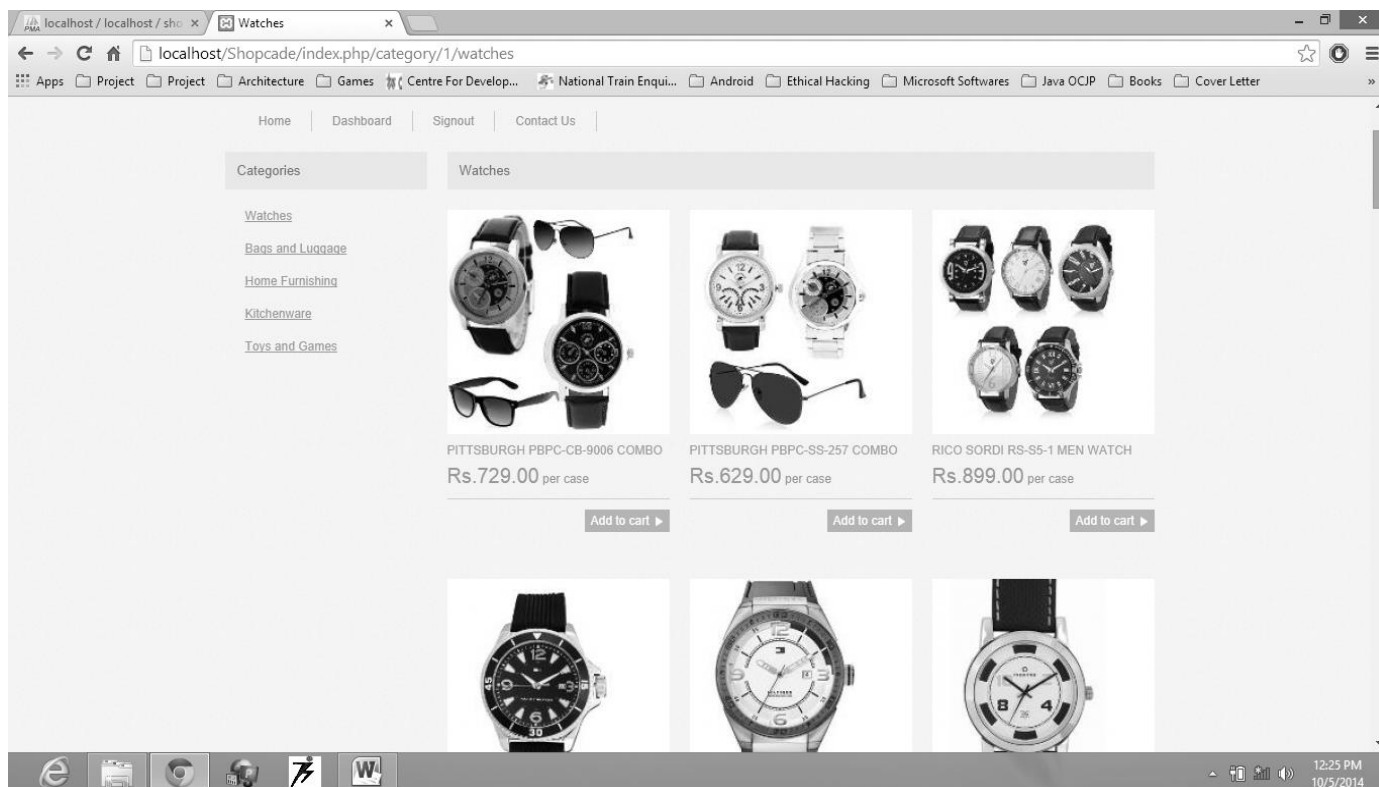 localhost / localhost / sho
Watches
localhost/Shopcade/index.php/category/1/watches
Apps Project Project Architecture Games Centre For Develop... National Train Enqui... Android Ethical Hacking Microsoft Softwares Java OCJP Books Cover Letter »
Home Dashboard Signout Contact Us
Categories
Watches
Bags and Luggage
Home Furnishing
Kitchenware
Toys and Games
Watches
PITTSBURGH PBPC-CB-9006 COMBO
Rs.729.00 per case
Add to cart
PITTSBURGH PBPC-SS-257 COMBO
Rs.629.00 per case
Add to cart
RICO SORDI RS-S5-1 MEN WATCH
Rs.899.00 per case
Add to cart
12:25 PM
10/5/2014